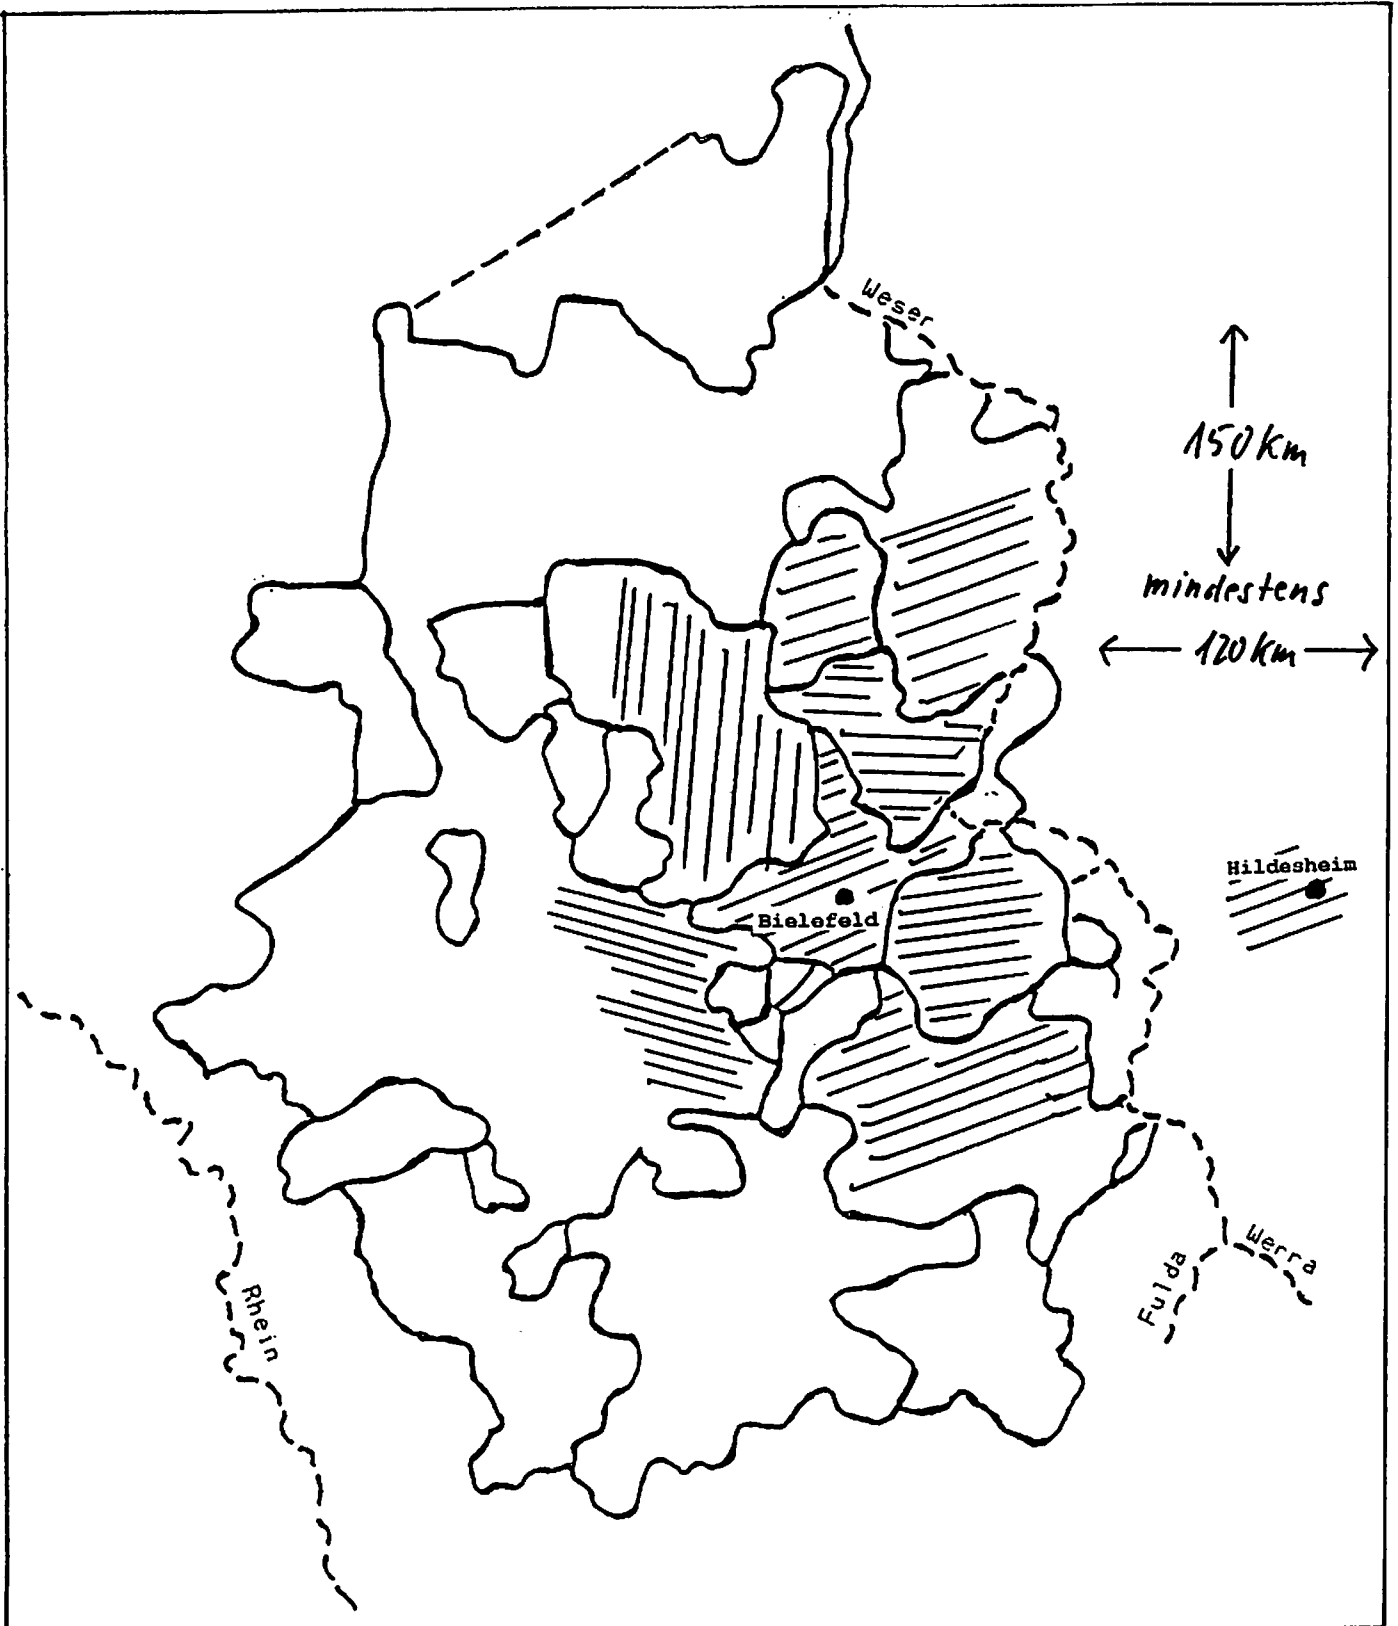 Weser
150 km
mindestens
120 km
Hildesheim
Bielefeld
Rhein
Fulda
Werra